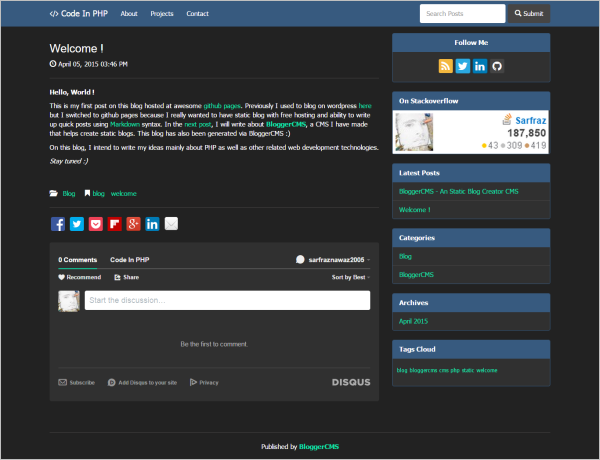 </> Code In PHP About Projects Contact Search Posts Submit
Welcome !
April 05, 2015 03:46 PM
Hello, World !
This is my first post on this blog hosted at awesome github pages. Previously I used to blog on wordpress here
but I switched to github pages because I really wanted to have static blog with free hosting and ability to write
up quick posts using Markdown syntax. In the next post, I will write about BloggerCMS, a CMS I have made
that helps create static blogs. This blog has also been generated via BloggerCMS :)
On this blog, I intend to write my ideas mainly about PHP as well as other related web development technologies.
Stay tuned ;)
Blog blog welcome
0 Comments Code In PHP sarfraznawaz2005
Recommend Share Sort by Best
Start the discussion…
Be the first to comment.
Subscribe Add Disqus to your site Privacy DISQUS
Follow Me
On Stackoverflow
Sarfraz
187,850
43 309 419
Latest Posts
BloggerCMS - An Static Blog Creator CMS
Welcome !
Categories
Blog
BloggerCMS
Archives
April 2015
Tags Cloud
blog bloggercms cms php static welcome
Published by BloggerCMS